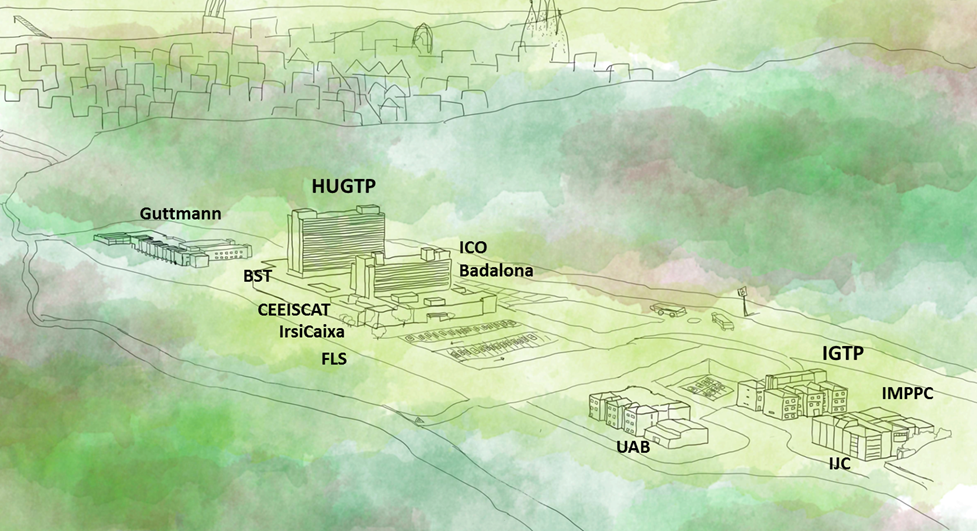 HUGTP
Guttmann
ICO
Badalona
BST
CEEISCAT
IrsiCaixa
FLS
IGTP
IMPPC
UAB
IJC